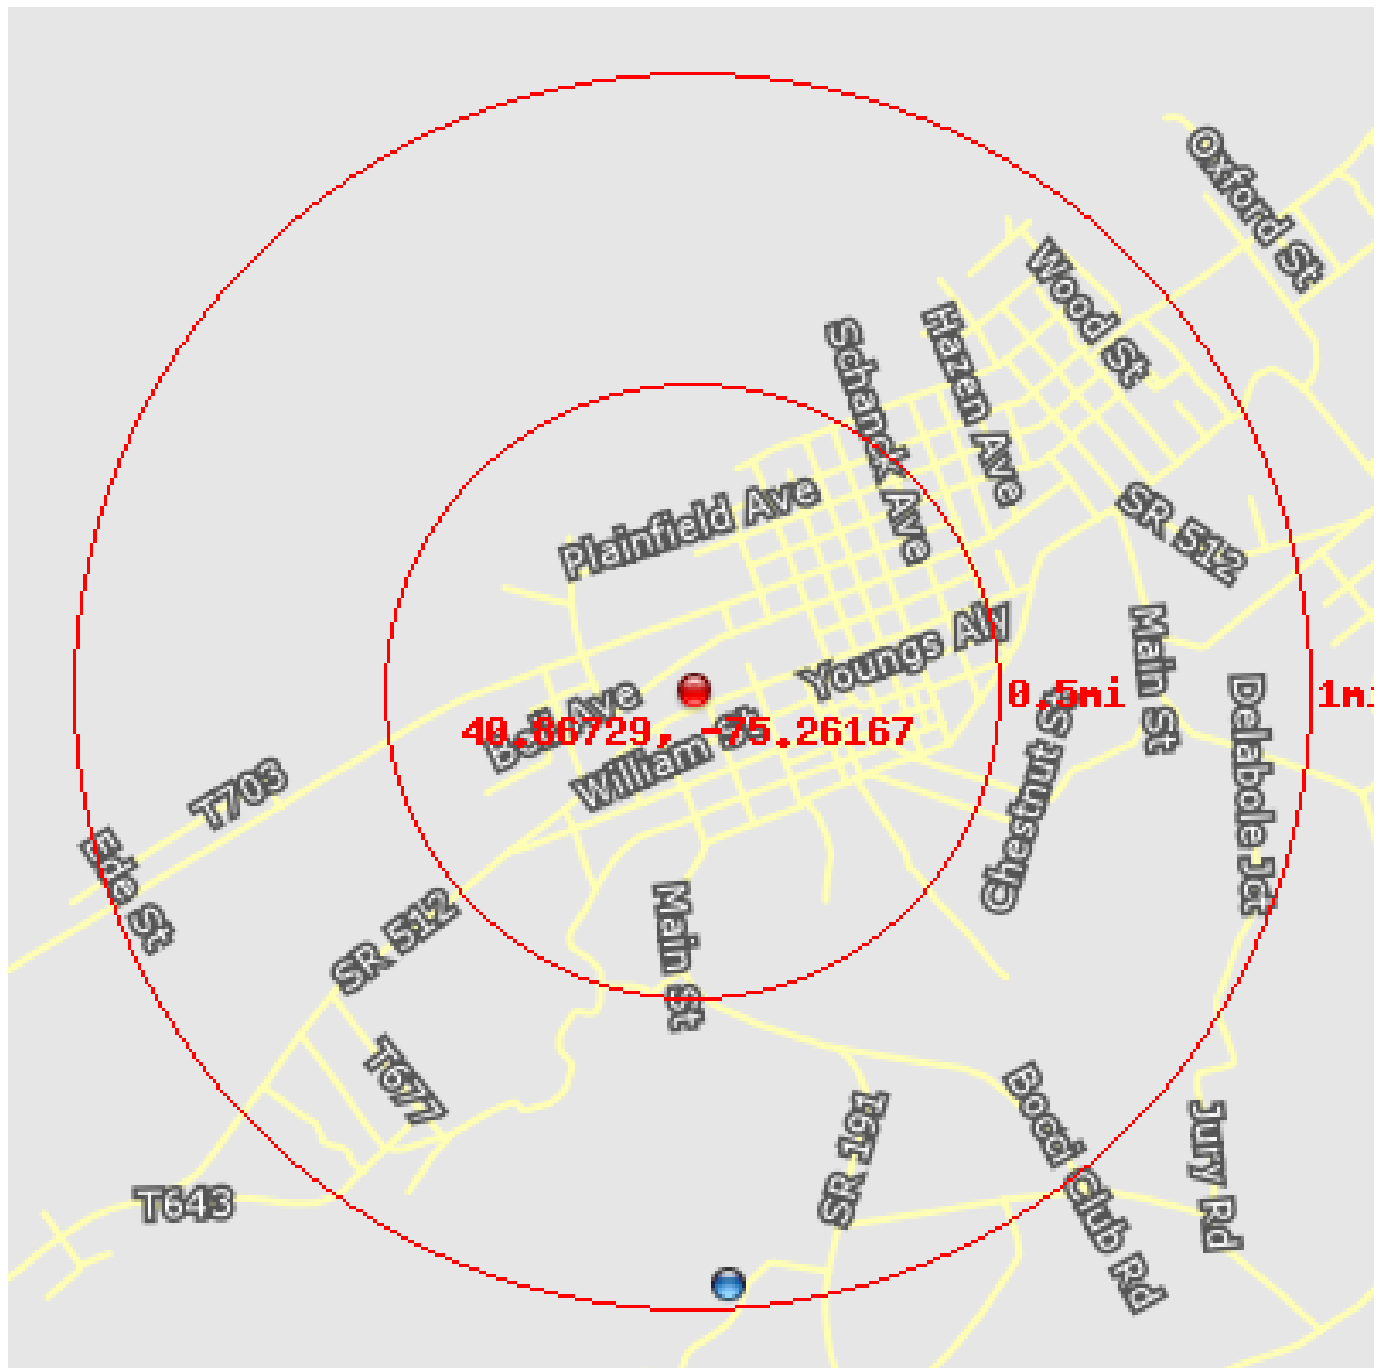 Oxford St
Wood St
Hazen Ave
Schanck Ave
Plainfield Ave
SR 512
Youngs Aly
Main St
Bell Ave
0.5mi
1mi
Delabole Jct
40.86729, -75.26167
William St
Chestnut St
T703
Ede St
SR 512
Main St
T677
Bocci Club Rd
SR 191
Jury Rd
T643